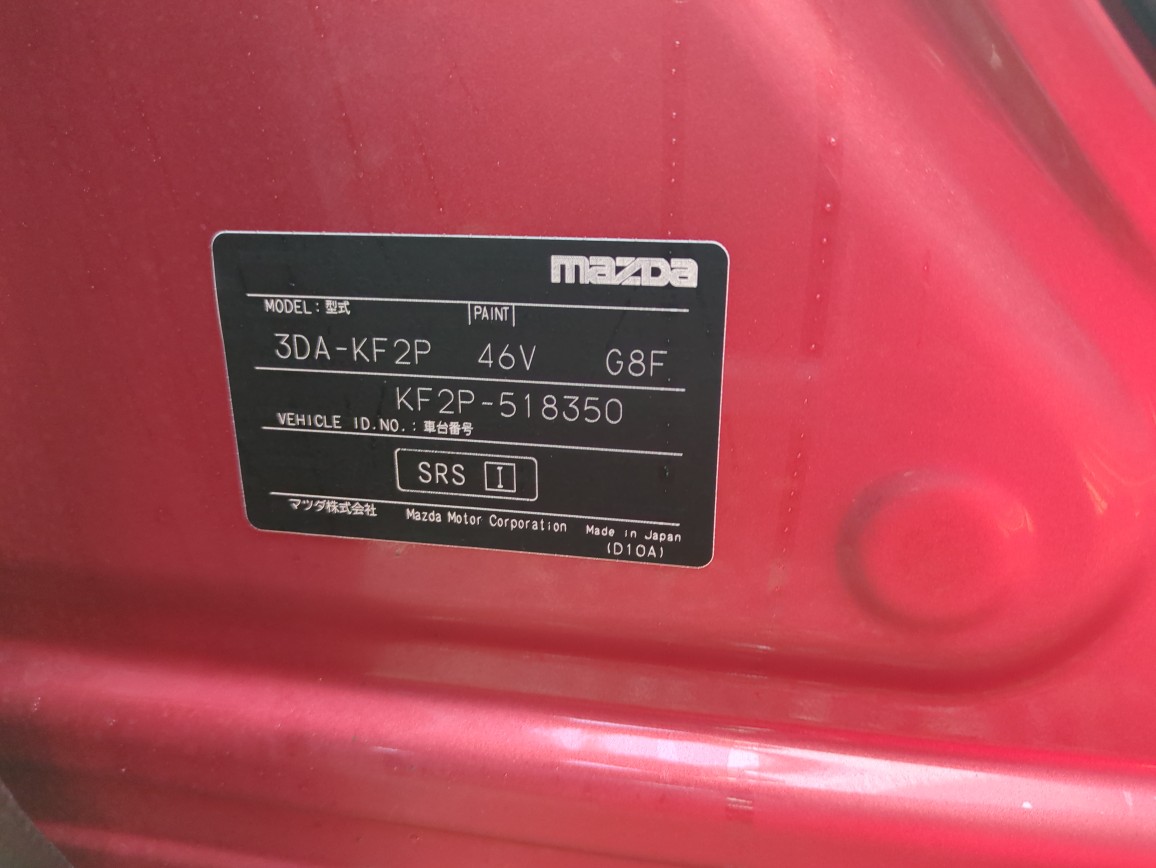 mazda
MODEL : 型式 PAINT
3DA-KF2P 46V G8F
KF2P-518350
VEHICLE ID.NO. : 車台番号
SRS I
マツダ株式会社 Mazda Motor Corporation Made in Japan
(D10A)